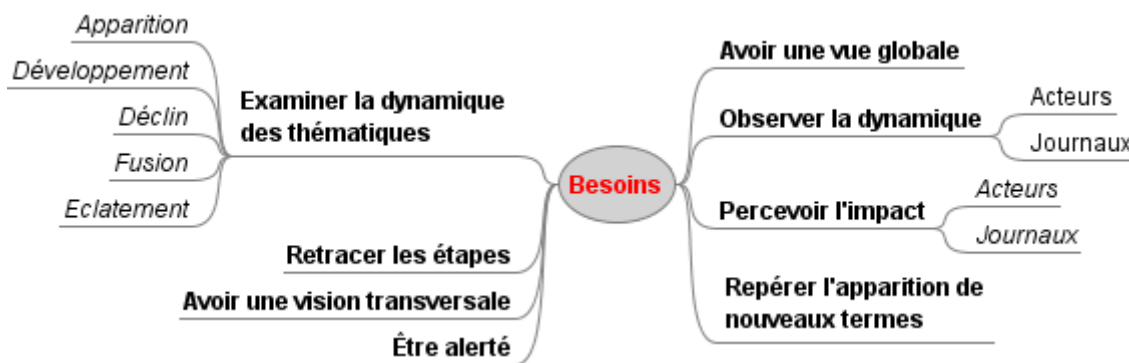 Apparition
Développement
Déclin
Fusion
Eclatement
Examiner la dynamique
des thématiques
Retracer les étapes
Avoir une vision transversale
Être alerté
Besoins
Avoir une vue globale
Observer la dynamique
Acteurs
Journaux
Percevoir l'impact
Acteurs
Journaux
Repérer l'apparition de
nouveaux termes